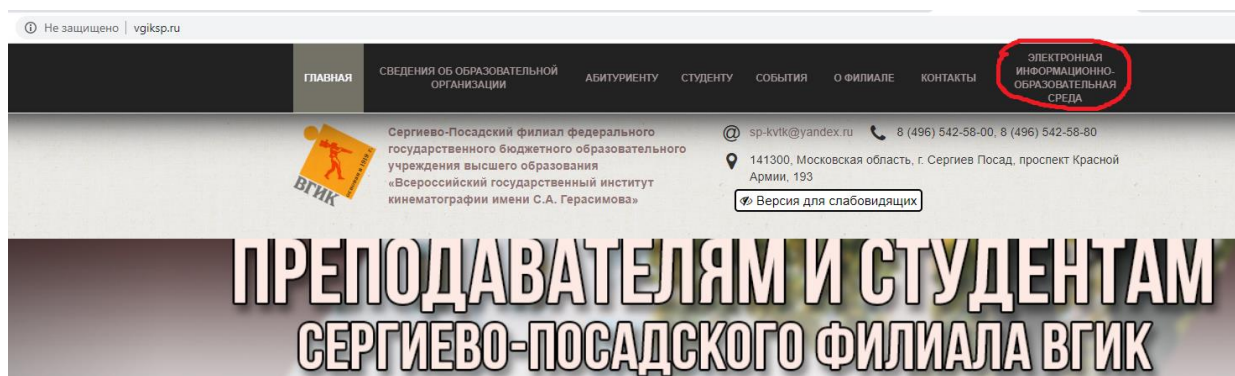 Не защищено | vgiksp.ru
ГЛАВНАЯ
СВЕДЕНИЯ ОБ ОБРАЗОВАТЕЛЬНОЙ
ОРГАНИЗАЦИИ
АБИТУРИЕНТУ
СТУДЕНТУ
СОБЫТИЯ
О ФИЛИАЛЕ
КОНТАКТЫ
ЭЛЕКТРОННАЯ
ИНФОРМАЦИОННО-
ОБРАЗОВАТЕЛЬНАЯ
СРЕДА
ВГИК
Сергиево-Посадский филиал федерального
государственного бюджетного образовательного
учреждения высшего образования
«Всероссийский государственный институт
кинематографии имени С.А. Герасимова»
sp-kvtk@yandex.ru
8 (496) 542-58-00, 8 (496) 542-58-80
141300, Московская область, г. Сергиев Посад, проспект Красной
Армии, 193
Версия для слабовидящих
ПРЕПОДАВАТЕЛЯМ И СТУДЕНТАМ
СЕРГИЕВО-ПОСАДСКОГО ФИЛИАЛА ВГИК